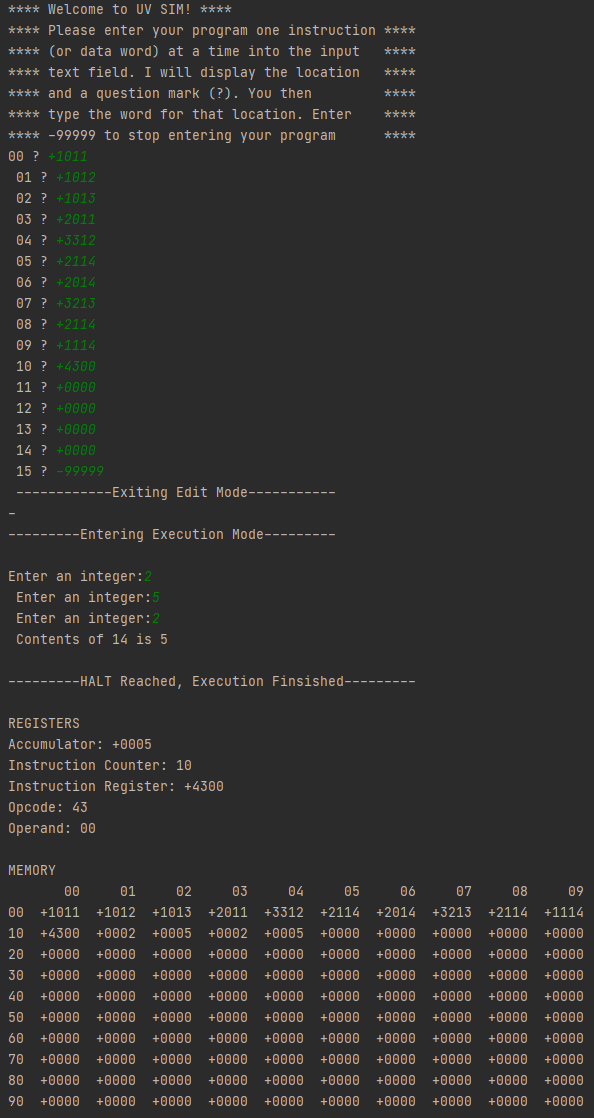 **** Welcome to UV SIM! ****
**** Please enter your program one instruction ****
**** (or data word) at a time into the input   ****
**** text field. I will display the location   ****
**** and a question mark (?). You then         ****
**** type the word for that location. Enter    ****
**** -99999 to stop entering your program      ****
00 ? +1011
 01 ? +1012
 02 ? +1013
 03 ? +2011
 04 ? +3312
 05 ? +2114
 06 ? +2014
 07 ? +3213
 08 ? +2114
 09 ? +1114
 10 ? +4300
 11 ? +0000
 12 ? +0000
 13 ? +0000
 14 ? +0000
 15 ? -99999
 ------------Exiting Edit Mode-----------
-
---------Entering Execution Mode---------
Enter an integer:2
 Enter an integer:5
 Enter an integer:2
 Contents of 14 is 5
---------HALT Reached, Execution Finsished---------
REGISTERS
Accumulator: +0005
Instruction Counter: 10
Instruction Register: +4300
Opcode: 43
Operand: 00
MEMORY
       00     01     02     03     04     05     06     07     08     09
00  +1011  +1012  +1013  +2011  +3312  +2114  +2014  +3213  +2114  +1114
10  +4300  +0002  +0005  +0002  +0005  +0000  +0000  +0000  +0000  +0000
20  +0000  +0000  +0000  +0000  +0000  +0000  +0000  +0000  +0000  +0000
30  +0000  +0000  +0000  +0000  +0000  +0000  +0000  +0000  +0000  +0000
40  +0000  +0000  +0000  +0000  +0000  +0000  +0000  +0000  +0000  +0000
50  +0000  +0000  +0000  +0000  +0000  +0000  +0000  +0000  +0000  +0000
60  +0000  +0000  +0000  +0000  +0000  +0000  +0000  +0000  +0000  +0000
70  +0000  +0000  +0000  +0000  +0000  +0000  +0000  +0000  +0000  +0000
80  +0000  +0000  +0000  +0000  +0000  +0000  +0000  +0000  +0000  +0000
90  +0000  +0000  +0000  +0000  +0000  +0000  +0000  +0000  +0000  +0000